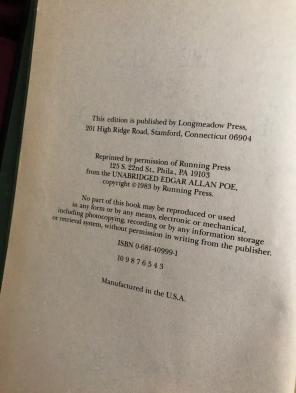 This edition is published by Longmeadow Press,
201 High Ridge Road, Stamford, Connecticut 06904
Reprinted by permission of Running Press
125 S. 22nd St., Phila., PA 19103
from the UNABRIDGED EDGAR ALLAN POE,
copyright ©1983 by Running Press.
No part of this book may be reproduced or used
in any form or by any means, electronic or mechanical,
including photocopying, recording or by any information storage
or retrieval system, without permission in writing from the publisher.
ISBN 0-681-40999-1
10 9 8 7 6 5 4 3
Manufactured in the U.S.A.